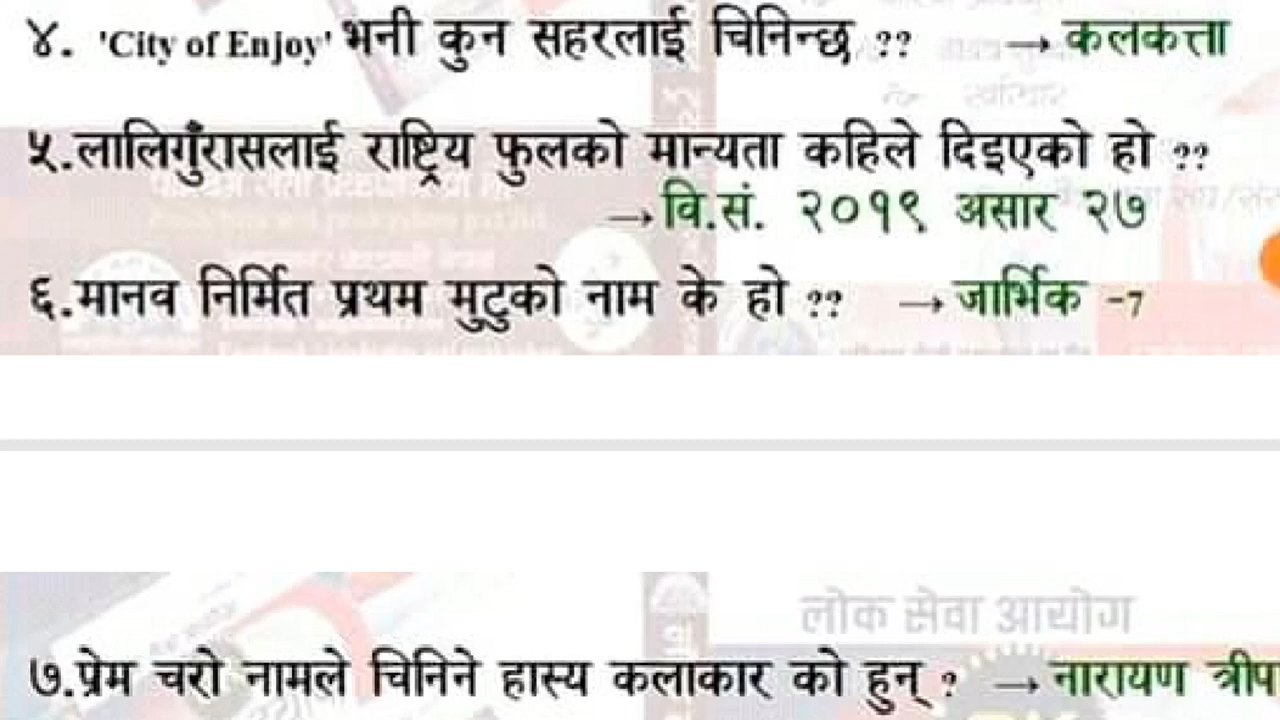 ४. 'City of Enjoy' भनी कुन सहरलाई चिनिन्छ ?? → कलकत्ता
५.लालिगुँरासलाई राष्ट्रिय फुलको मान्यता कहिले दिइएको हो ??
→ वि.सं. २०१९ असार २७
६.मानव निर्मित प्रथम मुटुको नाम के हो ?? → जार्भिक -7
लोक सेवा आयोग
७.प्रेम चरो नामले चिनिने हास्य कलाकार को हुन् ? → नारायण त्रीप